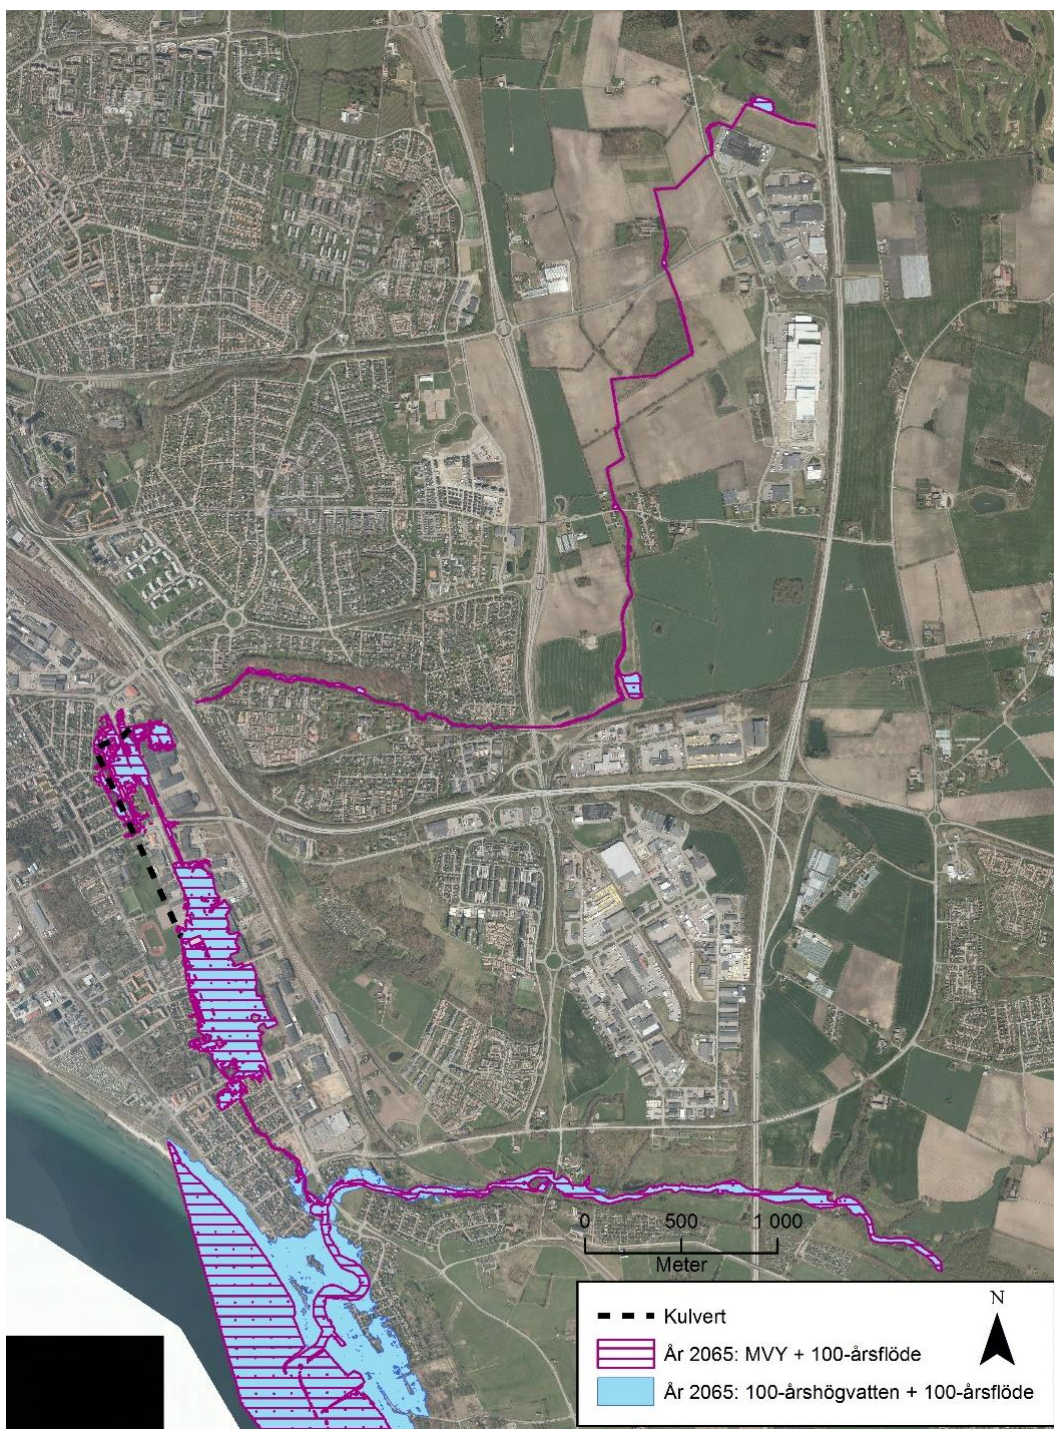 0 500 1 000
Meter
N
Kulvert
År 2065: MVY + 100-årsflöde
År 2065: 100-årshögvatten + 100-årsflöde